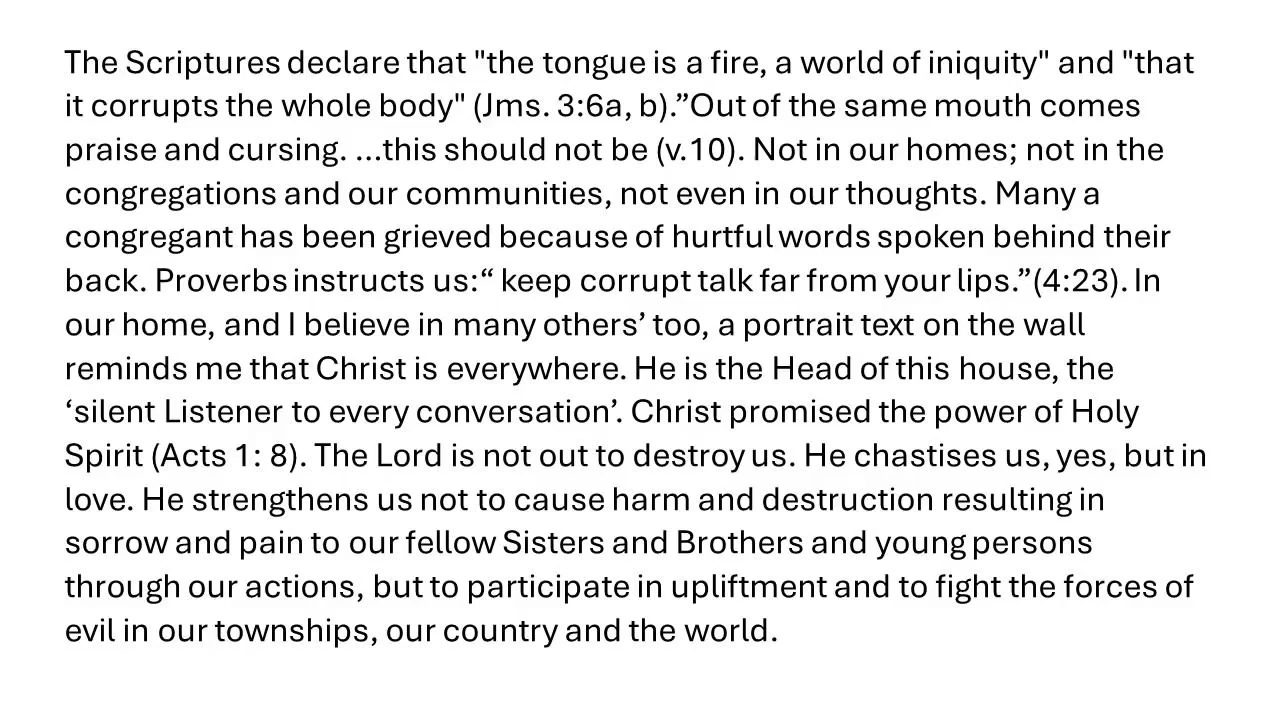 The Scriptures declare that "the tongue is a fire, a world of iniquity" and "that
it corrupts the whole body" (Jms. 3:6a, b).”Out of the same mouth comes
praise and cursing. ...this should not be (v.10). Not in our homes; not in the
congregations and our communities, not even in our thoughts. Many a
congregant has been grieved because of hurtful words spoken behind their
back. Proverbs instructs us:“ keep corrupt talk far from your lips.”(4:23). In
our home, and I believe in many others’ too, a portrait text on the wall
reminds me that Christ is everywhere. He is the Head of this house, the
‘silent Listener to every conversation’. Christ promised the power of Holy
Spirit (Acts 1: 8). The Lord is not out to destroy us. He chastises us, yes, but in
love. He strengthens us not to cause harm and destruction resulting in
sorrow and pain to our fellow Sisters and Brothers and young persons
through our actions, but to participate in upliftment and to fight the forces of
evil in our townships, our country and the world.